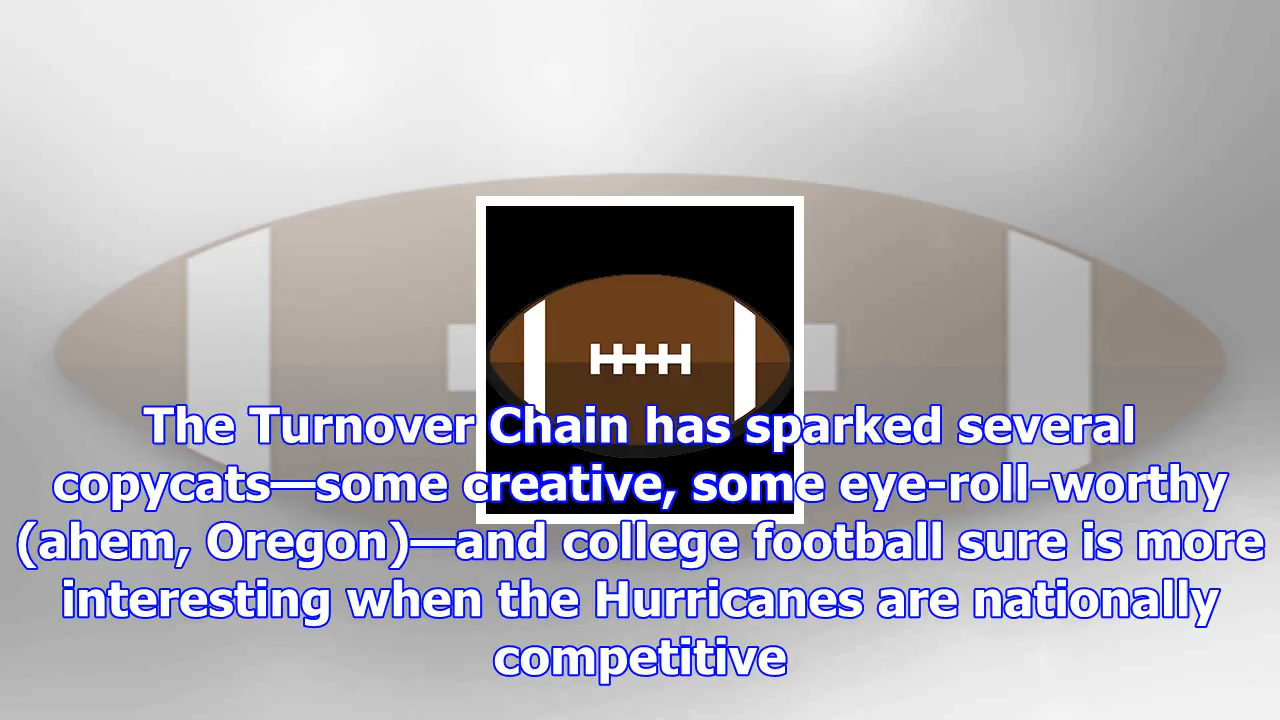 The Turnover Chain has sparked several
copycats—some creative, some eye-roll-worthy
(ahem, Oregon)—and college football sure is more
interesting when the Hurricanes are nationally
competitive